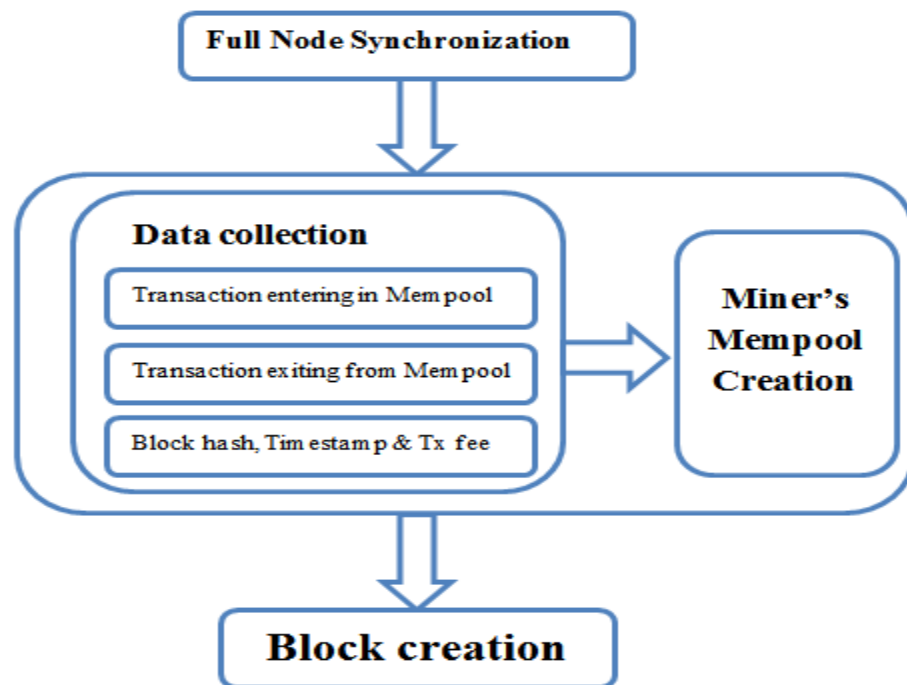 Full Node Synchronization
Data collection
Transaction entering in Mempool
Transaction exiting from Mempool
Block hash, Timestamp & Tx fee
Miner’s
Mempool
Creation
Block creation